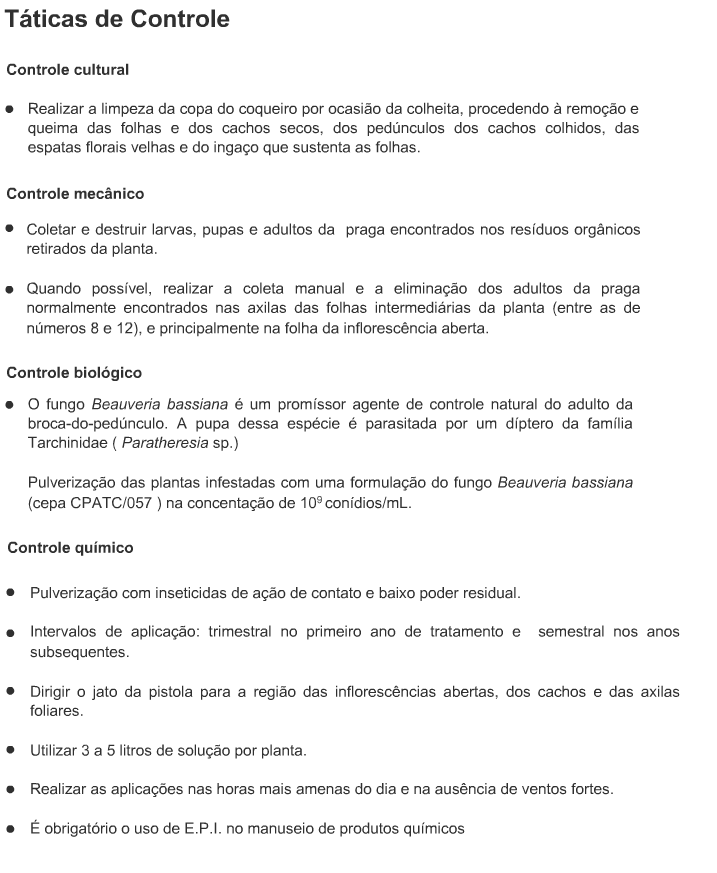 Táticas de Controle
Controle cultural
● Realizar a limpeza da copa do coqueiro por ocasião da colheita, procedendo à remoção e
queima das folhas e dos cachos secos, dos pedúnculos dos cachos colhidos, das
espatas florais velhas e do ingaço que sustenta as folhas.
Controle mecânico
● Coletar e destruir larvas, pupas e adultos da praga encontrados nos resíduos orgânicos
retirados da planta.
● Quando possível, realizar a coleta manual e a eliminação dos adultos da praga
normalmente encontrados nas axilas das folhas intermediárias da planta (entre as de
números 8 e 12), e principalmente na folha da inflorescência aberta.
Controle biológico
● O fungo Beauveria bassiana é um promíssor agente de controle natural do adulto da
broca-do-pedúnculo. A pupa dessa espécie é parasitada por um díptero da família
Tarchinidae ( Paratheresia sp.)
Pulverização das plantas infestadas com uma formulação do fungo Beauveria bassiana
(cepa CPATC/057 ) na concentação de 10⁹ conídios/mL.
Controle químico
● Pulverização com inseticidas de ação de contato e baixo poder residual.
● Intervalos de aplicação: trimestral no primeiro ano de tratamento e semestral nos anos
subsequentes.
● Dirigir o jato da pistola para a região das inflorescências abertas, dos cachos e das axilas
foliares.
● Utilizar 3 a 5 litros de solução por planta.
● Realizar as aplicações nas horas mais amenas do dia e na ausência de ventos fortes.
● É obrigatório o uso de E.P.I. no manuseio de produtos químicos